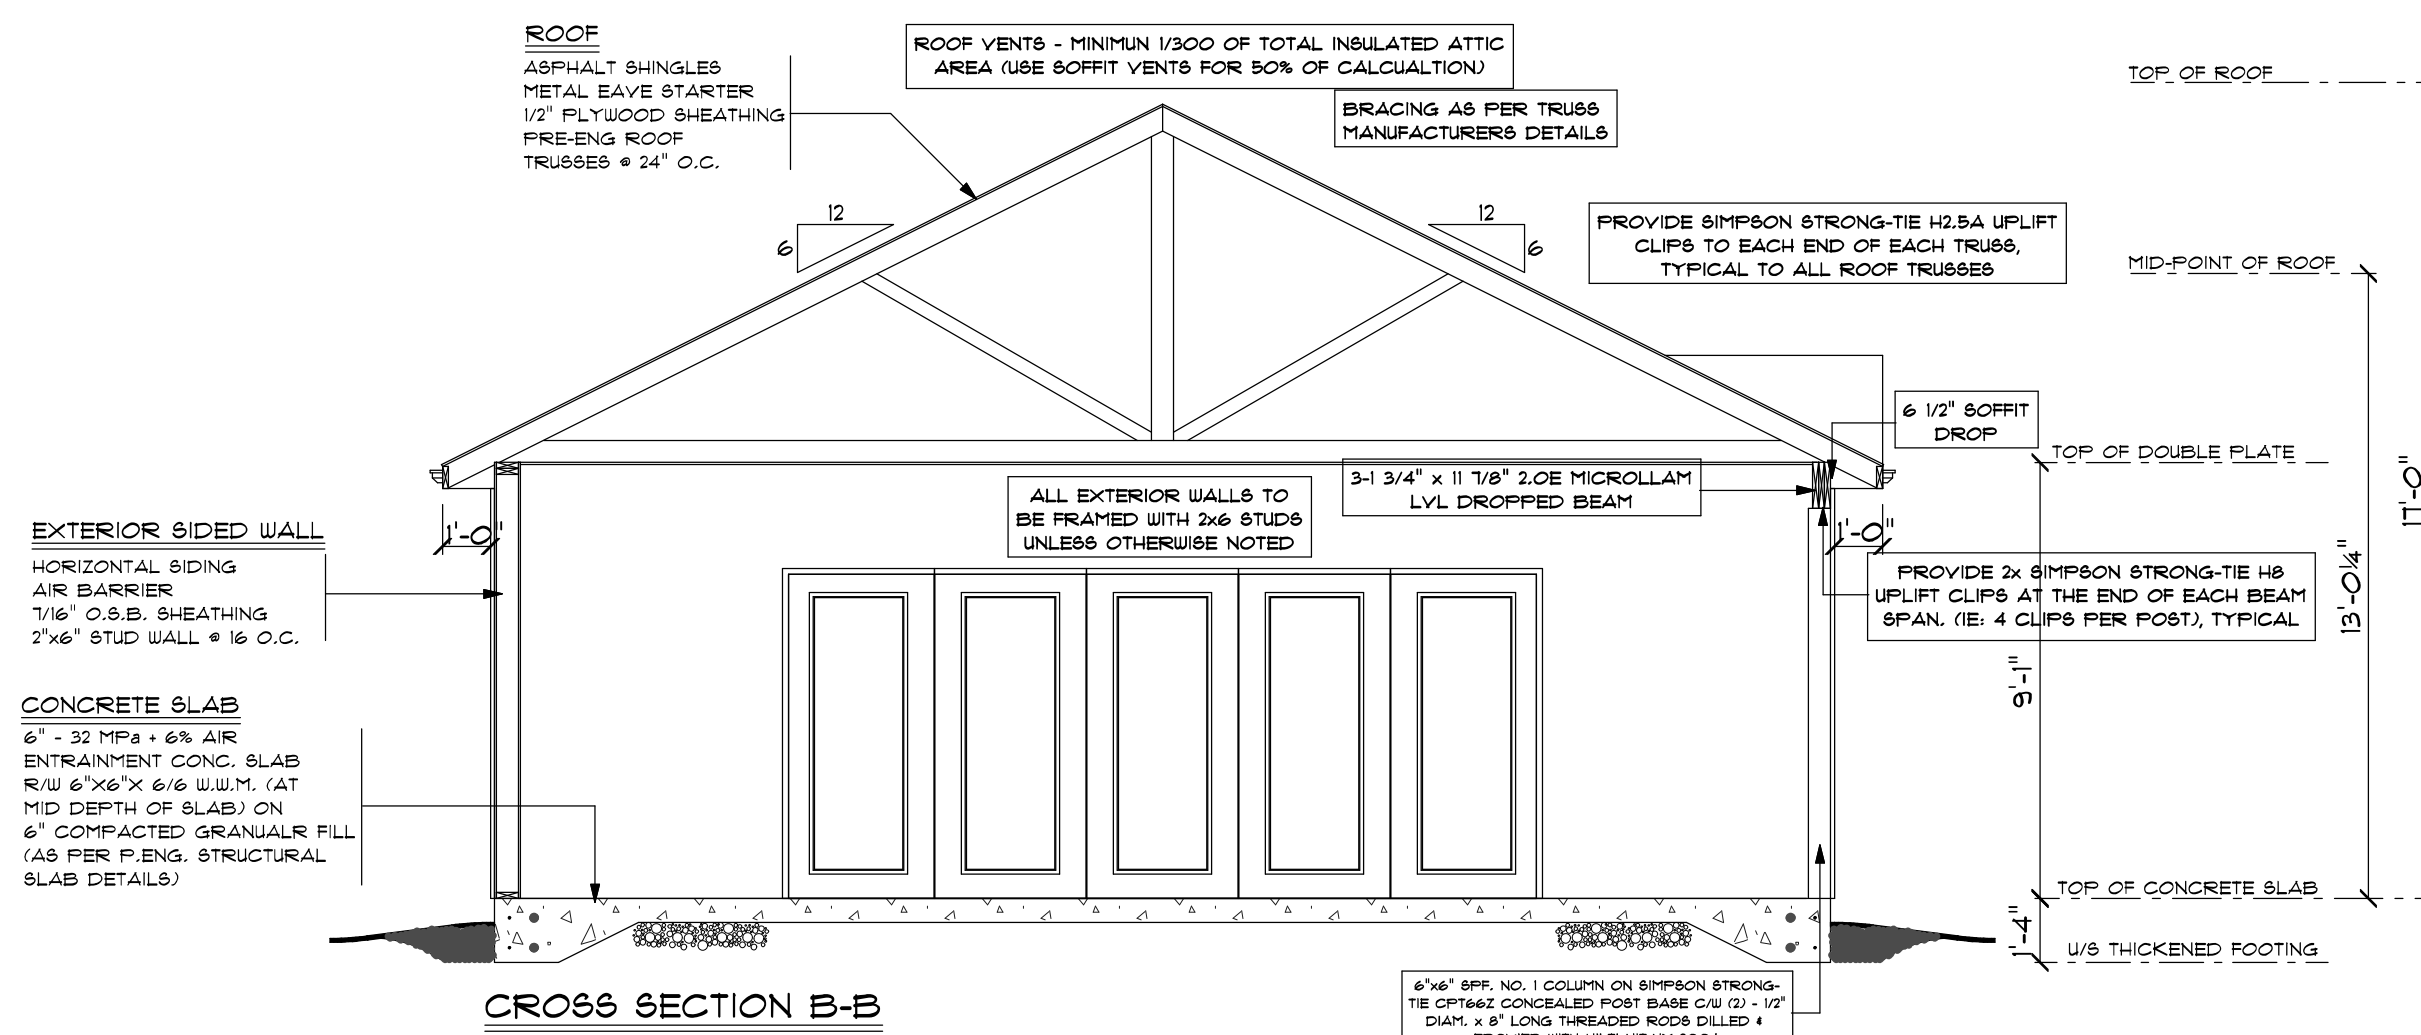 ROOF
ASPHALT SHINGLES
METAL EAVE STARTER
1/2" PLYWOOD SHEATHING
PRE-ENG ROOF
TRUSSES @ 24" O.C.
ROOF VENTS - MINIMUN 1/300 OF TOTAL INSULATED ATTIC
AREA (USE SOFFIT VENTS FOR 50% OF CALCUALTION)
BRACING AS PER TRUSS
MANUFACTURERS DETAILS
TOP OF ROOF
12
6
12
6
PROVIDE SIMPSON STRONG-TIE H2.5A UPLIFT
CLIPS TO EACH END OF EACH TRUSS,
TYPICAL TO ALL ROOF TRUSSES
MID-POINT OF ROOF
6 1/2" SOFFIT
DROP
TOP OF DOUBLE PLATE
3-1 3/4" x 11 7/8" 2.0E MICROLLAM
LVL DROPPED BEAM
ALL EXTERIOR WALLS TO
BE FRAMED WITH 2x6 STUDS
UNLESS OTHERWISE NOTED
1'-0"
1'-0"
17'-0"
EXTERIOR SIDED WALL
HORIZONTAL SIDING
AIR BARRIER
7/16" O.S.B. SHEATHING
2"x6" STUD WALL @ 16 O.C.
PROVIDE 2x SIMPSON STRONG-TIE H8
UPLIFT CLIPS AT THE END OF EACH BEAM
SPAN. (IE: 4 CLIPS PER POST), TYPICAL
13'-0¼"
9'-1"
CONCRETE SLAB
6" - 32 MPa + 6% AIR
ENTRAINMENT CONC. SLAB
R/W 6"X6"X 6/6 W.W.M. (AT
MID DEPTH OF SLAB) ON
6" COMPACTED GRANUALR FILL
(AS PER P.ENG. STRUCTURAL
SLAB DETAILS)
TOP OF CONCRETE SLAB
1'-4"
U/S THICKENED FOOTING
6"x6" SPF. NO. 1 COLUMN ON SIMPSON STRONG-
TIE CPT66Z CONCEALED POST BASE C/W (2) - 1/2"
DIAM. x 8" LONG THREADED RODS DILLED &
CROSS SECTION B-B